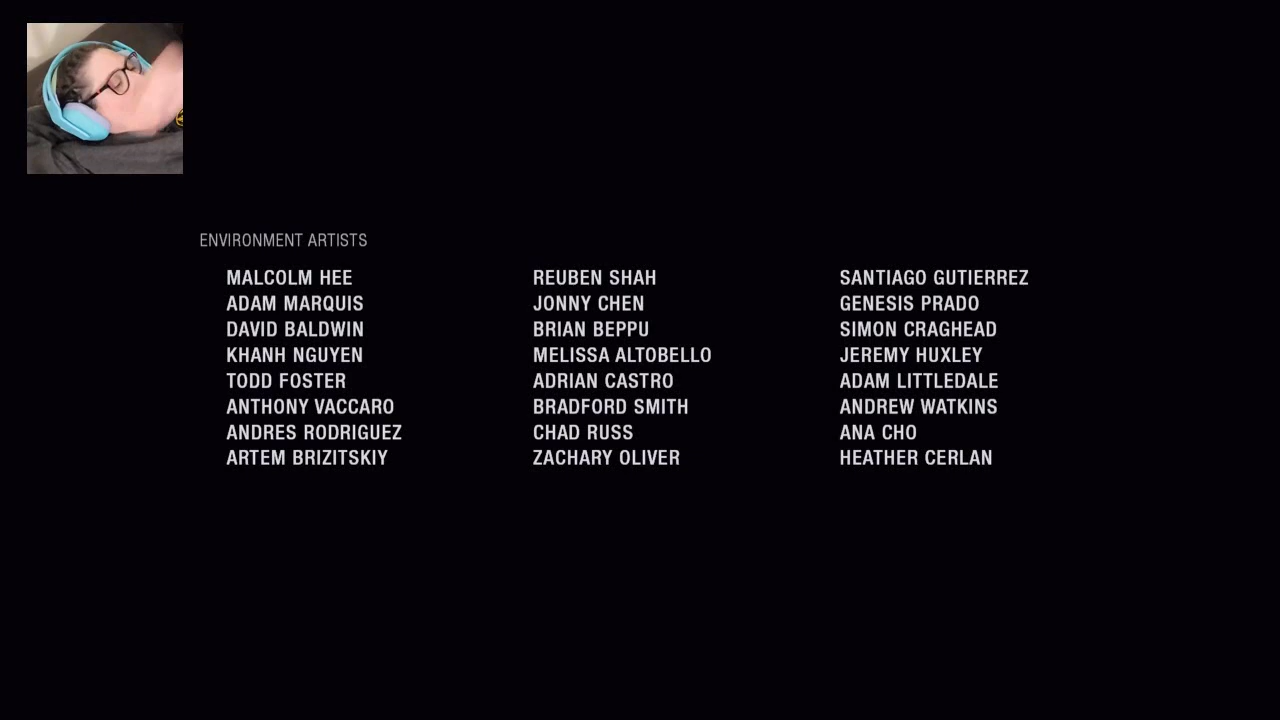 ENVIRONMENT ARTISTS
MALCOLM HEE
ADAM MARQUIS
DAVID BALDWIN
KHANH NGUYEN
TODD FOSTER
ANTHONY VACCARO
ANDRES RODRIGUEZ
ARTEM BRIZITSKIY
REUBEN SHAH
JONNY CHEN
BRIAN BEPPU
MELISSA ALTOBELLO
ADRIAN CASTRO
BRADFORD SMITH
CHAD RUSS
ZACHARY OLIVER
SANTIAGO GUTIERREZ
GENESIS PRADO
SIMON CRAGHEAD
JEREMY HUXLEY
ADAM LITTLEDALE
ANDREW WATKINS
ANA CHO
HEATHER CERLAN